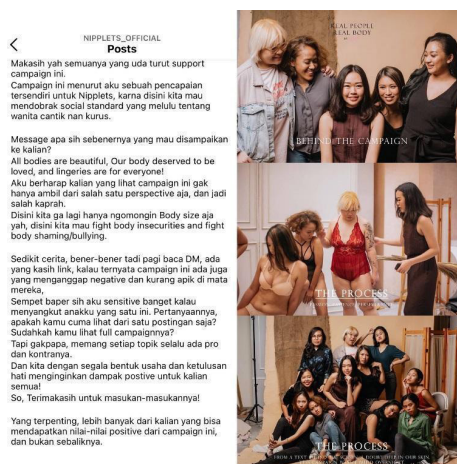 NIPPLETS_OFFICIAL
Posts
Makasih yah semuanya yang uda turut support
campaign ini.
Campaign ini menurut aku sebuah pencapaian
tersendiri untuk Nipplets, karna disini kita mau
mendobrak social standard yang melulu tentang
wanita cantik nan kurus.
Message apa sih sebenernya yang mau disampaikan
ke kalian?
All bodies are beautiful, Our body deserved to be
loved, and lingeries are for everyone!
Aku berharap kalian yang lihat campaign ini gak
hanya ambil dari salah satu perspective aja, dan jadi
salah kaprah.
Disini kita ga lagi hanya ngomongin Body size aja
yah, disini kita mau fight body insecurities and fight
body shaming/bullying.
Sedikit cerita, bener-bener tadi pagi baca DM, ada
yang kasih link, kalau ternyata campaign ini ada juga
yang menganggap negative dan kurang apik di mata
mereka,
Sempet baper sih aku sensitive banget kalau
menyangkut anakku yang satu ini. Pertanyaannya,
apakah kamu cuma lihat dari satu postingan saja?
Sudahkah kamu lihat full campaignnya?
Tapi gakpapa, memang setiap topik selalu ada pro
dan kontranya.
Dan kita dengan segala bentuk usaha dan ketulusan
hati menginginkan dampak postive untuk kalian
semua!
So, Terimakasih untuk masukan-masukannya!
Yang terpenting, lebih banyak dari kalian yang bisa
mendapatkan nilai-nilai positive dari campaign ini,
dan bukan sebaliknya.
REAL PEOPLE
REAL BODY
BEHIND THE CAMPAIGN
THE PROCESS
THE PROCESS